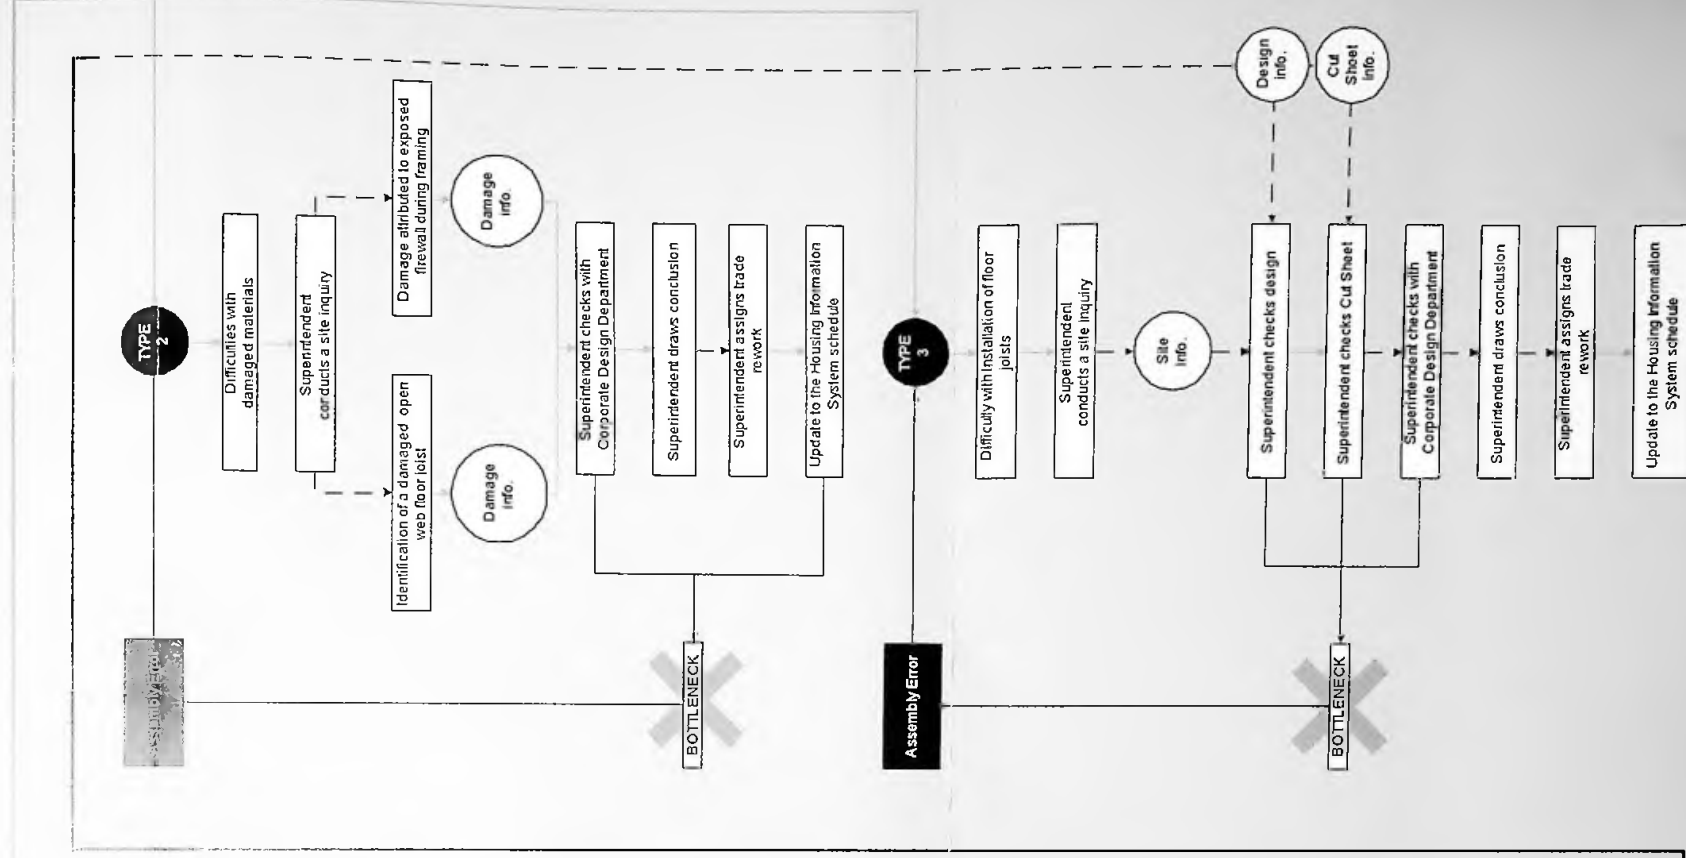 TYPE
2
Difficulties with
damaged materials
Superintendent
conducts a site inquiry
Damage attributed to exposed
firewall during framing
Damage
info.
Identification of a damaged open
web floor joist
Damage
info.
Superintendent checks with
Corporate Design Department
Superintendent draws conclusion
Superintendent assigns trade
rework
Update to the Housing Information
System schedule
Assembly Error
BOTTLENECK
TYPE
3
Difficulty with Installation of floor
joists
Superintendent
conducts a site inquiry
Site
Info.
Design
info.
Cut
Sheet
info.
Superintendent checks design
Superintendent checks Cut Sheet
Superintendent checks with
Corporate Design Department
Superintendent draws conclusion
Superintendent assigns trade
rework
Update to the Housing Information
System schedule
Assembly Error
BOTTLENECK